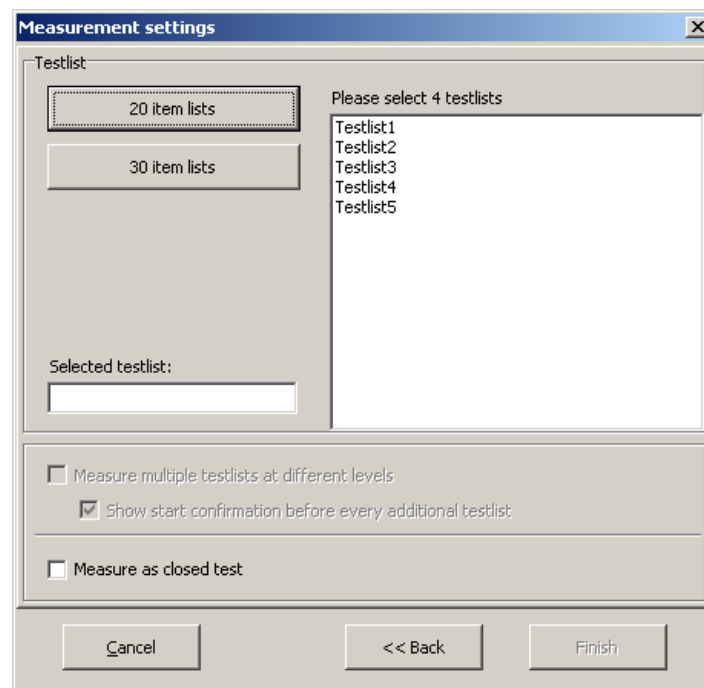 Measurement settings
Testlist
20 item lists
30 item lists
Please select 4 testlists
Testlist1
Testlist2
Testlist3
Testlist4
Testlist5
Selected testlist:
Measure multiple testlists at different levels
Show start confirmation before every additional testlist
Measure as closed test
Cancel
<< Back
Finish